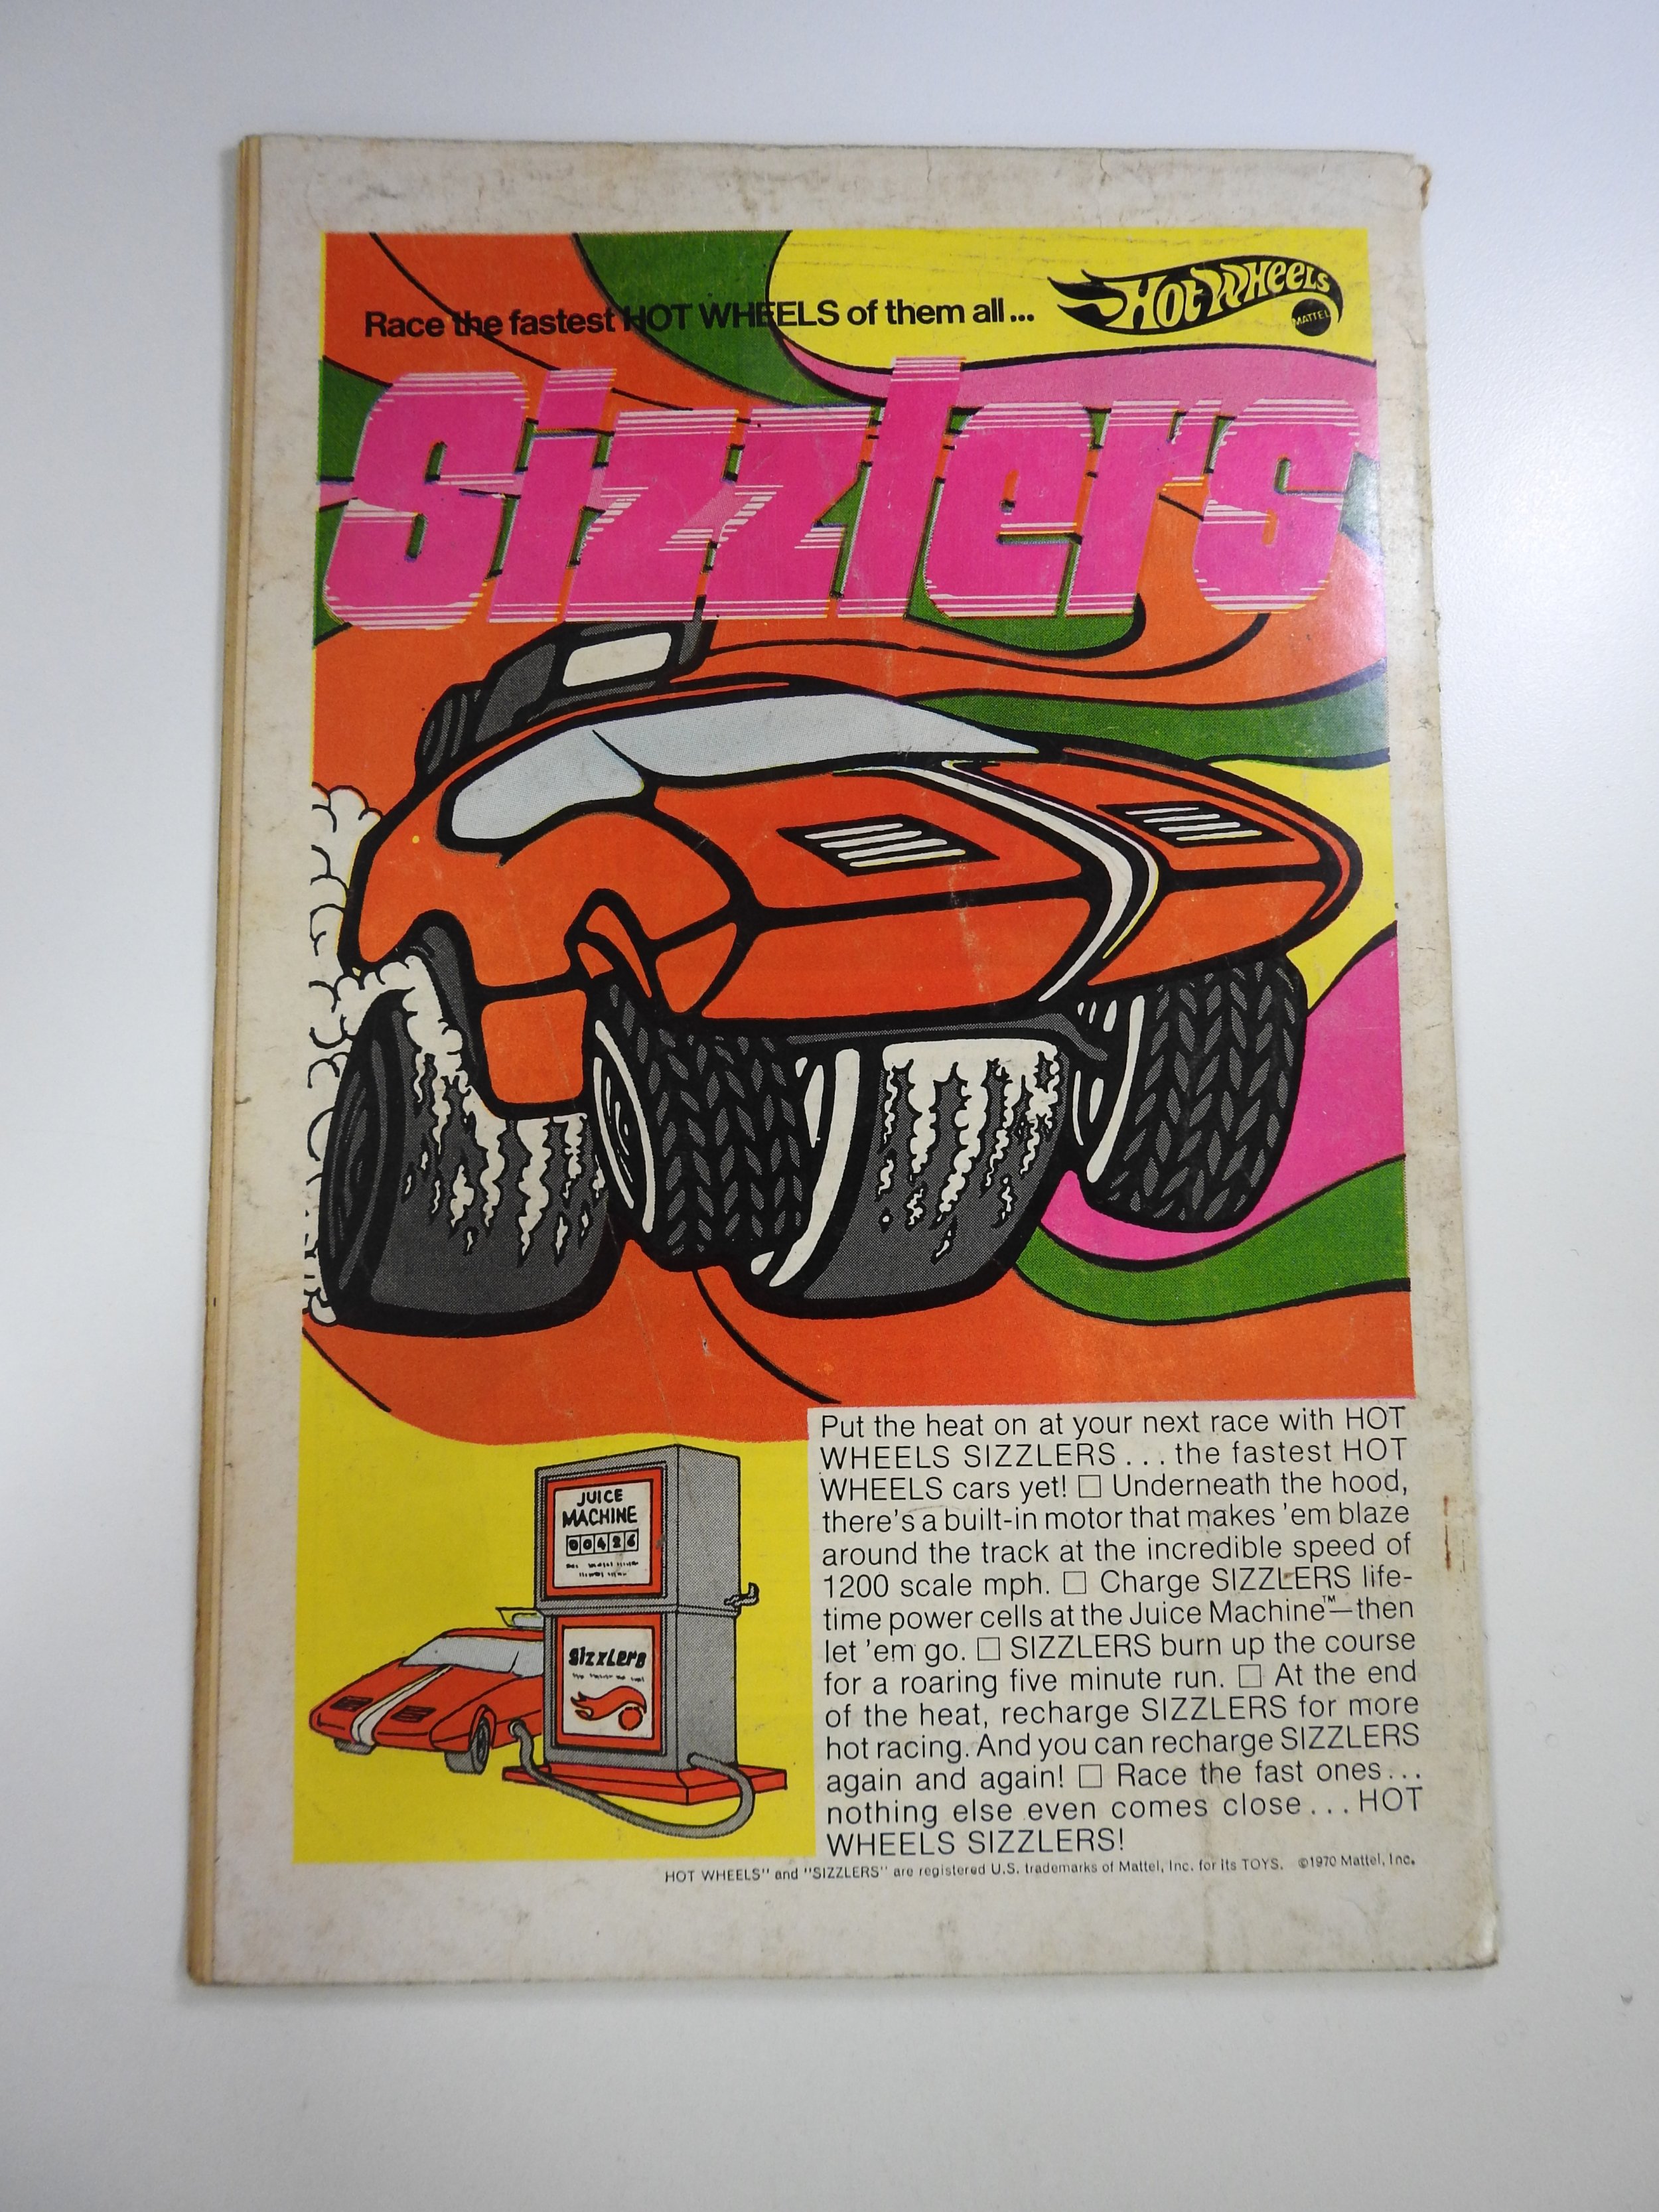 Race the fastest HOT WHEELS of them all...
Hot Wheels
MATTEL
Sizzlers
JUICE
MACHINE
00426
Sizzlers
Put the heat on at your next race with HOT
WHEELS SIZZLERS...the fastest HOT
WHEELS cars yet! □ Underneath the hood,
there's a built-in motor that makes 'em blaze
around the track at the incredible speed of
1200 scale mph. □ Charge SIZZLERS life-
time power cells at the Juice Machine™—then
let 'em go. □ SIZZLERS burn up the course
for a roaring five minute run. □ At the end
of the heat, recharge SIZZLERS for more
hot racing. And you can recharge SIZZLERS
again and again! □ Race the fast ones...
nothing else even comes close...HOT
WHEELS SIZZLERS!
HOT WHEELS" and "SIZZLERS" are registered U.S. trademarks of Mattel, Inc. for its TOYS. ©1970 Mattel, Inc.